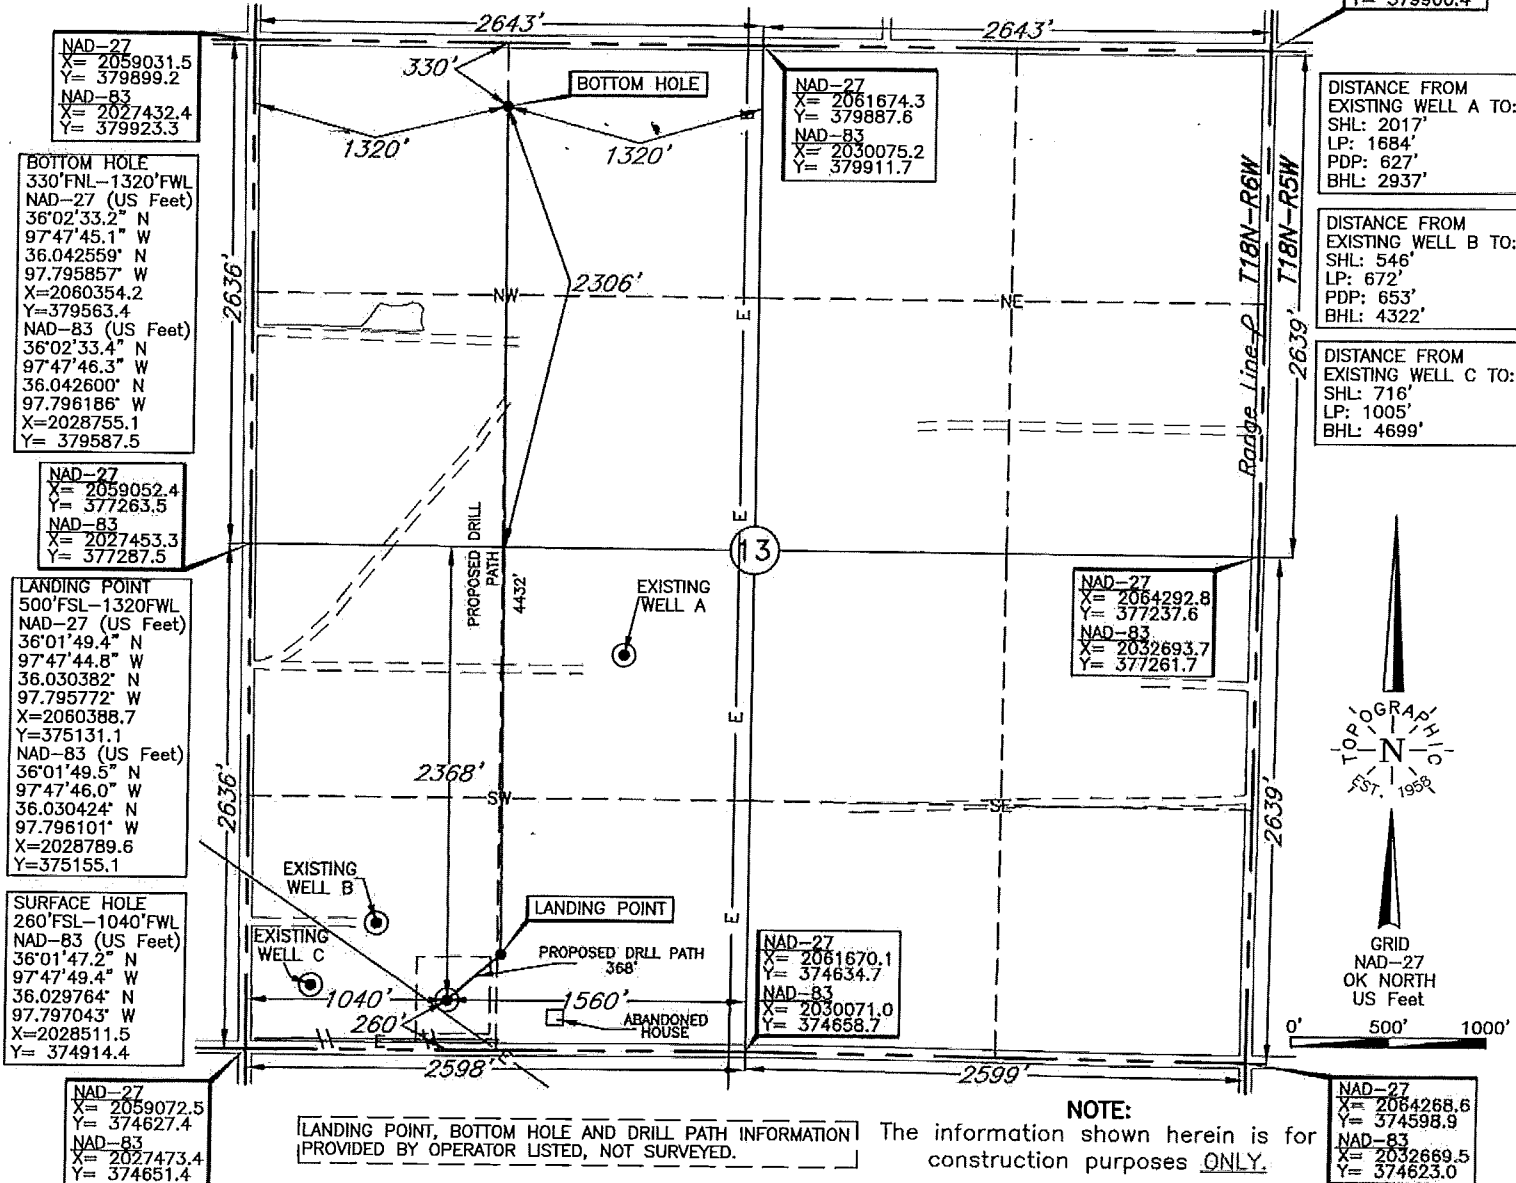 2643'
2643'
Y= 379900.4
NAD-27
X= 2059031.5
Y= 379899.2
NAD-83
X= 2027432.4
Y= 379923.3
330'
BOTTOM HOLE
1320'
1320'
NAD-27
X= 2061674.3
Y= 379887.6
NAD-83
X= 2030075.2
Y= 379911.7
DISTANCE FROM
EXISTING WELL A TO:
SHL: 2017'
LP: 1684'
PDP: 627'
BHL: 2937'
DISTANCE FROM
EXISTING WELL B TO:
SHL: 546'
LP: 672'
PDP: 653'
BHL: 4322'
DISTANCE FROM
EXISTING WELL C TO:
SHL: 716'
LP: 1005'
BHL: 4699'
BOTTOM HOLE
330'FNL-1320'FWL
NAD-27 (US Feet)
36°02'33.2" N
97°47'45.1" W
36.042559° N
97.795857° W
X=2060354.2
Y=379563.4
NAD-83 (US Feet)
36°02'33.4" N
97°47'46.3" W
36.042600° N
97.796186° W
X=2028755.1
Y= 379587.5
2636'
2306'
NW
NE
E
E
E
T18N-R6W
T18N-R5W
Range Line
2639'
NAD-27
X= 2059052.4
Y= 377263.5
NAD-83
X= 2027453.3
Y= 377287.5
PROPOSED DRILL
PATH
4432'
13
EXISTING
WELL A
NAD-27
X= 2064292.8
Y= 377237.6
NAD-83
X= 2032693.7
Y= 377261.7
LANDING POINT
500'FSL-1320FWL
NAD-27 (US Feet)
36°01'49.4" N
97°47'44.8" W
36.030382° N
97.795772° W
X=2060388.7
Y=375131.1
NAD-83 (US Feet)
36°01'49.5" N
97°47'46.0" W
36.030424° N
97.796101° W
X=2028789.6
Y=375155.1
2636'
2368'
SW
SE
E
E
2639'
TOPOGRAPHIC
N
EST. 1958
EXISTING
WELL B
EXISTING
WELL C
LANDING POINT
PROPOSED DRLL PATH
368'
1040'
1560'
260'
E
ABANDONED
HOUSE
SURFACE HOLE
260'FSL-1040'FWL
NAD-83 (US Feet)
36°01'47.2" N
97°47'49.4" W
36.029764° N
97.797043° W
X=2028511.5
Y= 374914.4
NAD-27
X= 2061670.1
Y= 374634.7
NAD-83
X= 2030071.0
Y= 374658.7
GRID
NAD-27
OK NORTH
US Feet
0' 500' 1000'
2598'
2599'
NAD-27
X= 2059072.5
Y= 374627.4
NAD-83
X= 2027473.4
Y= 374651.4
LANDING POINT, BOTTOM HOLE AND DRILL PATH INFORMATION
PROVIDED BY OPERATOR LISTED, NOT SURVEYED.
NOTE:
The information shown herein is for
construction purposes ONLY.
NAD-27
X= 2064268.6
Y= 374598.9
NAD-83
X= 2032669.5
Y= 374623.0